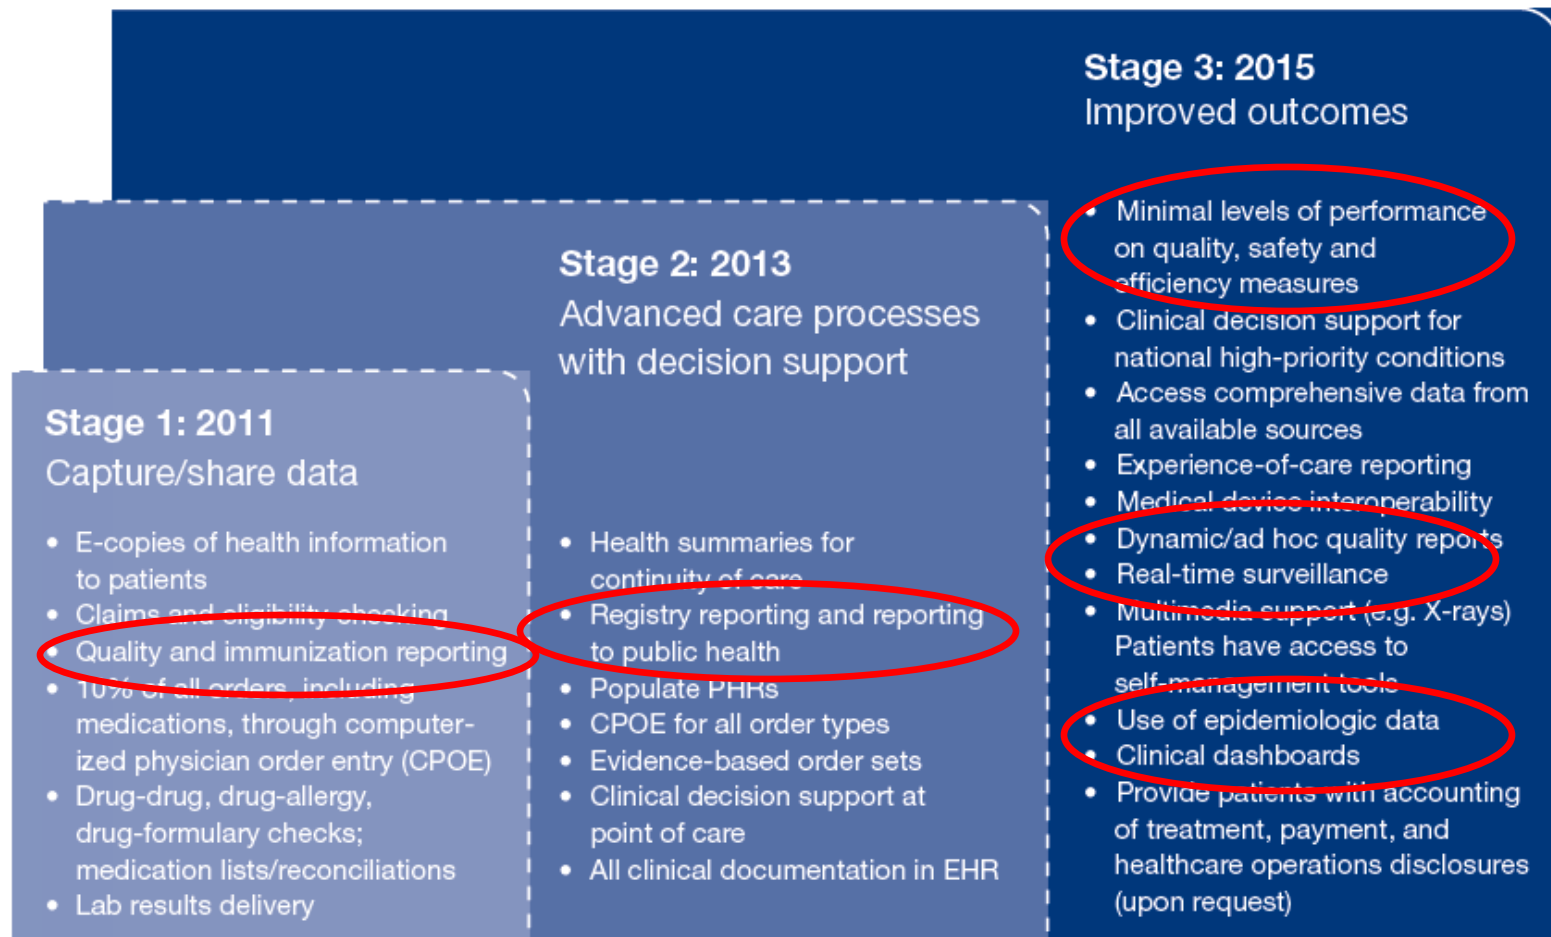 Stage 1: 2011
Capture/share data
• E-copies of health information
to patients
• Claims and eligibility checking
• Quality and immunization reporting
• 10% of all orders, including
medications, through computer-
ized physician order entry (CPOE)
• Drug-drug, drug-allergy,
drug-formulary checks;
medication lists/reconciliations
• Lab results delivery
Stage 2: 2013
Advanced care processes
with decision support
• Health summaries for
continuity of care
• Registry reporting and reporting
to public health
• Populate PHRs
• CPOE for all order types
• Evidence-based order sets
• Clinical decision support at
point of care
• All clinical documentation in EHR
Stage 3: 2015
Improved outcomes
• Minimal levels of performance
on quality, safety and
efficiency measures
• Clinical decision support for
national high-priority conditions
• Access comprehensive data from
all available sources
• Experience-of-care reporting
• Medical device interoperability
• Dynamic/ad hoc quality reports
• Real-time surveillance
• Multimedia support (e.g. X-rays)
Patients have access to
self-management tools
• Use of epidemiologic data
• Clinical dashboards
• Provide patients with accounting
of treatment, payment, and
healthcare operations disclosures
(upon request)